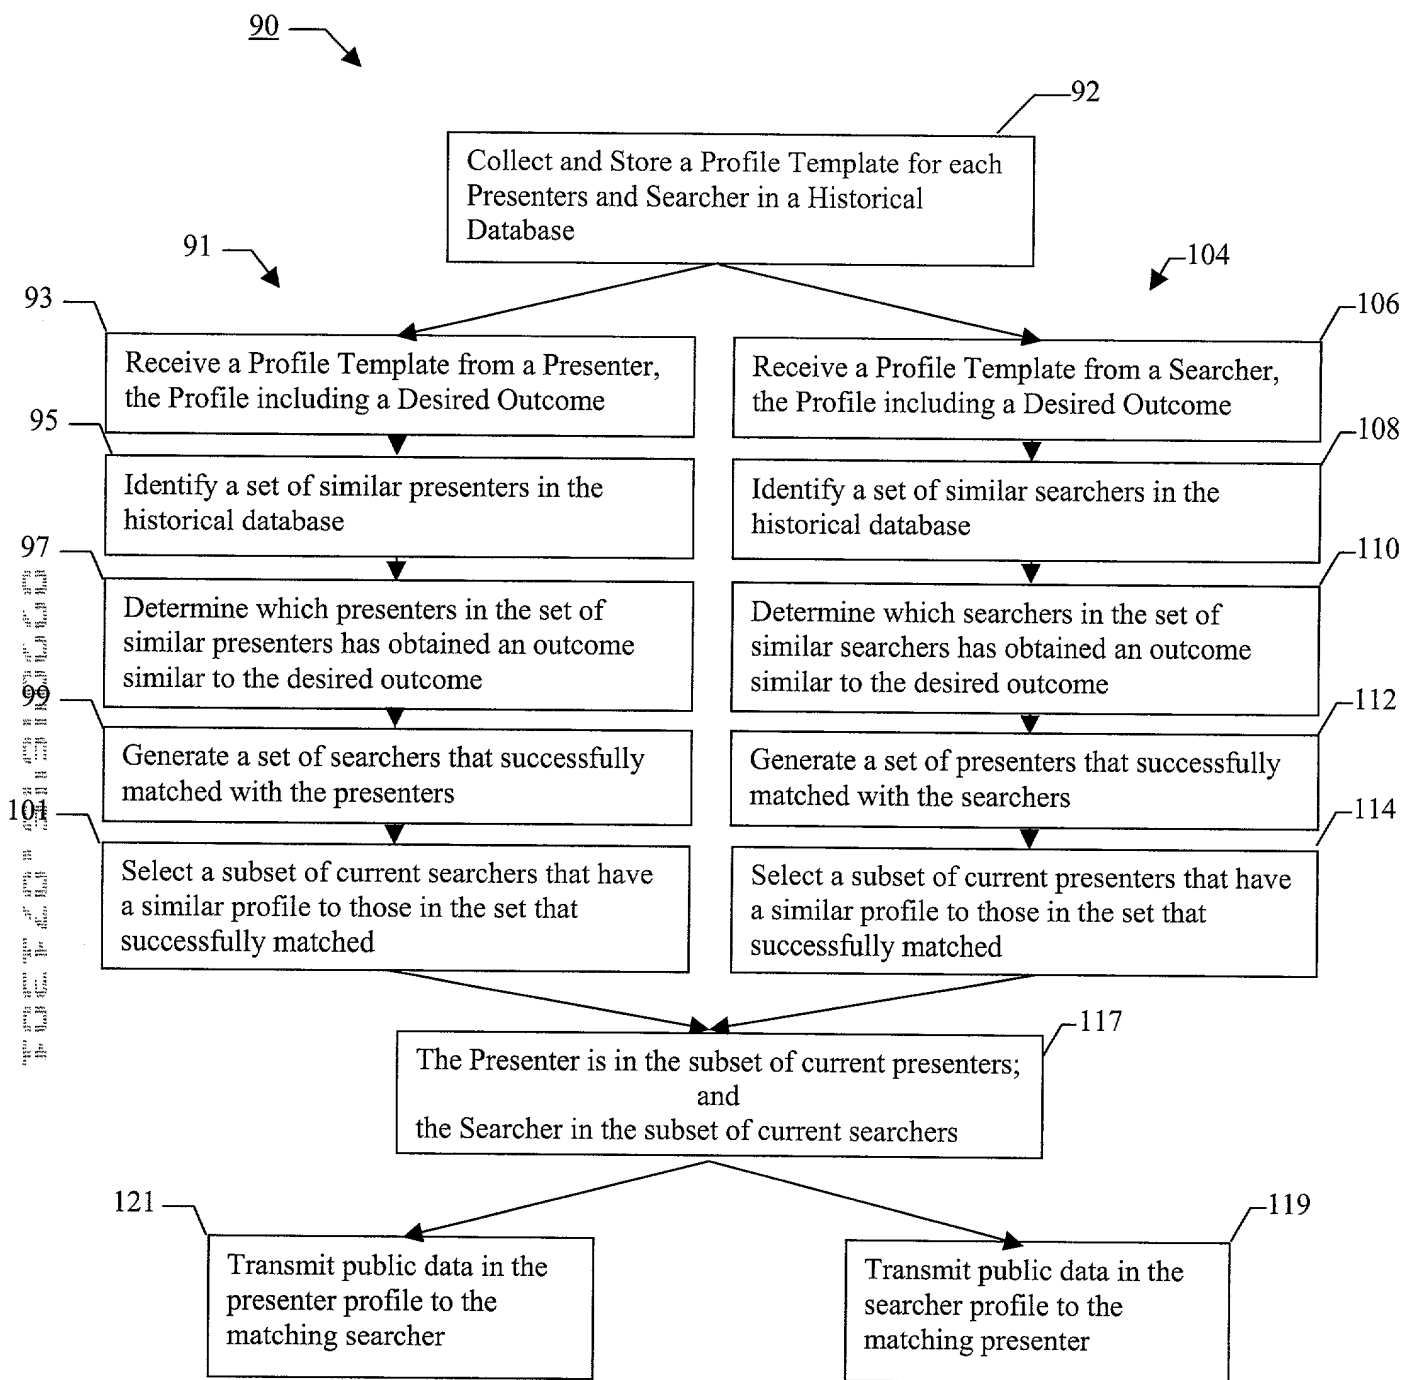 90
92
Collect and Store a Profile Template for each
Presenters and Searcher in a Historical
Database
91
104
93
106
Receive a Profile Template from a Presenter,
the Profile including a Desired Outcome
Receive a Profile Template from a Searcher,
the Profile including a Desired Outcome
95
108
Identify a set of similar presenters in the
historical database
Identify a set of similar searchers in the
historical database
97
110
Determine which presenters in the set of
similar presenters has obtained an outcome
similar to the desired outcome
Determine which searchers in the set of
similar searchers has obtained an outcome
similar to the desired outcome
99
112
Generate a set of searchers that successfully
matched with the presenters
Generate a set of presenters that successfully
matched with the searchers
101
114
Select a subset of current searchers that have
a similar profile to those in the set that
successfully matched
Select a subset of current presenters that have
a similar profile to those in the set that
successfully matched
117
The Presenter is in the subset of current presenters;
and
the Searcher in the subset of current searchers
121
119
Transmit public data in the
presenter profile to the
matching searcher
Transmit public data in the
searcher profile to the
matching presenter